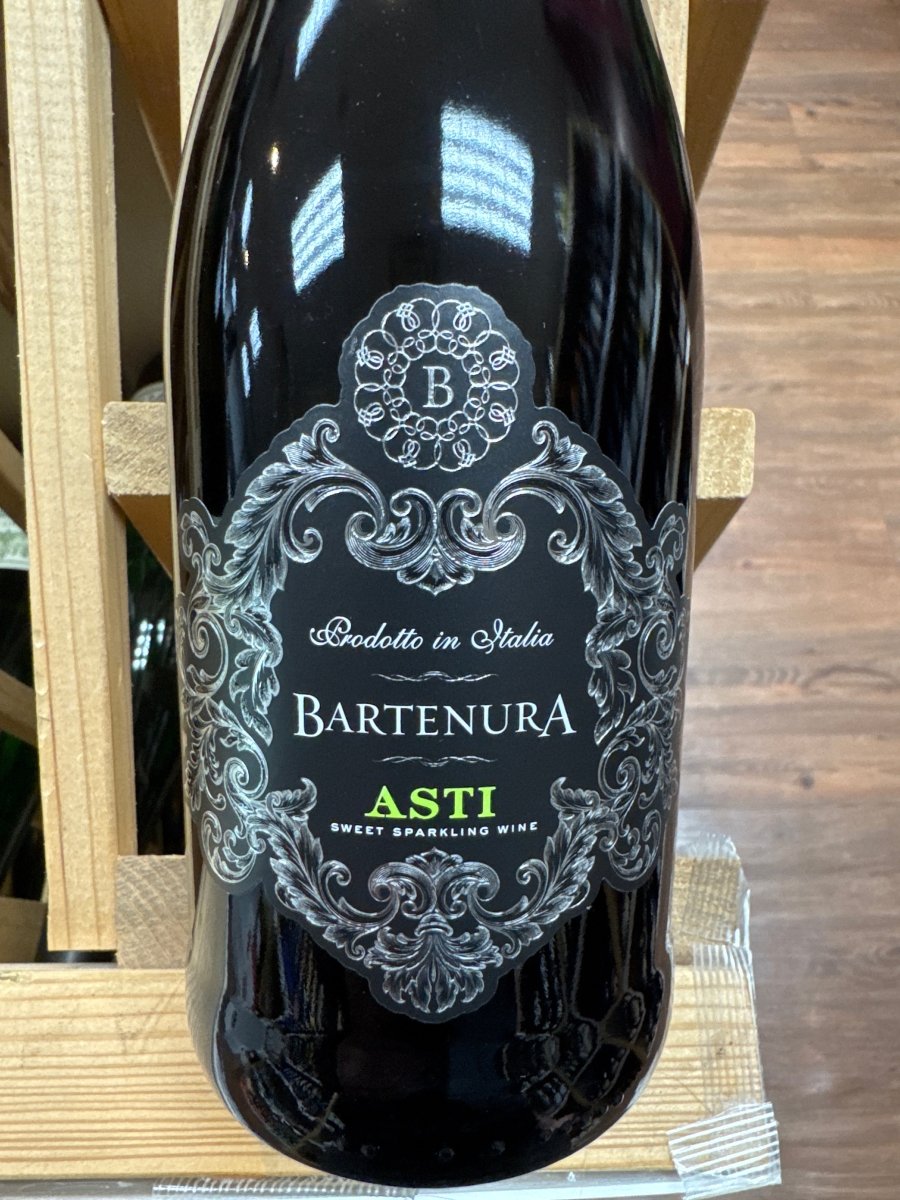 B
Prodotto in Italia
BARTENURA
ASTI
SWEET SPARKLING WINE